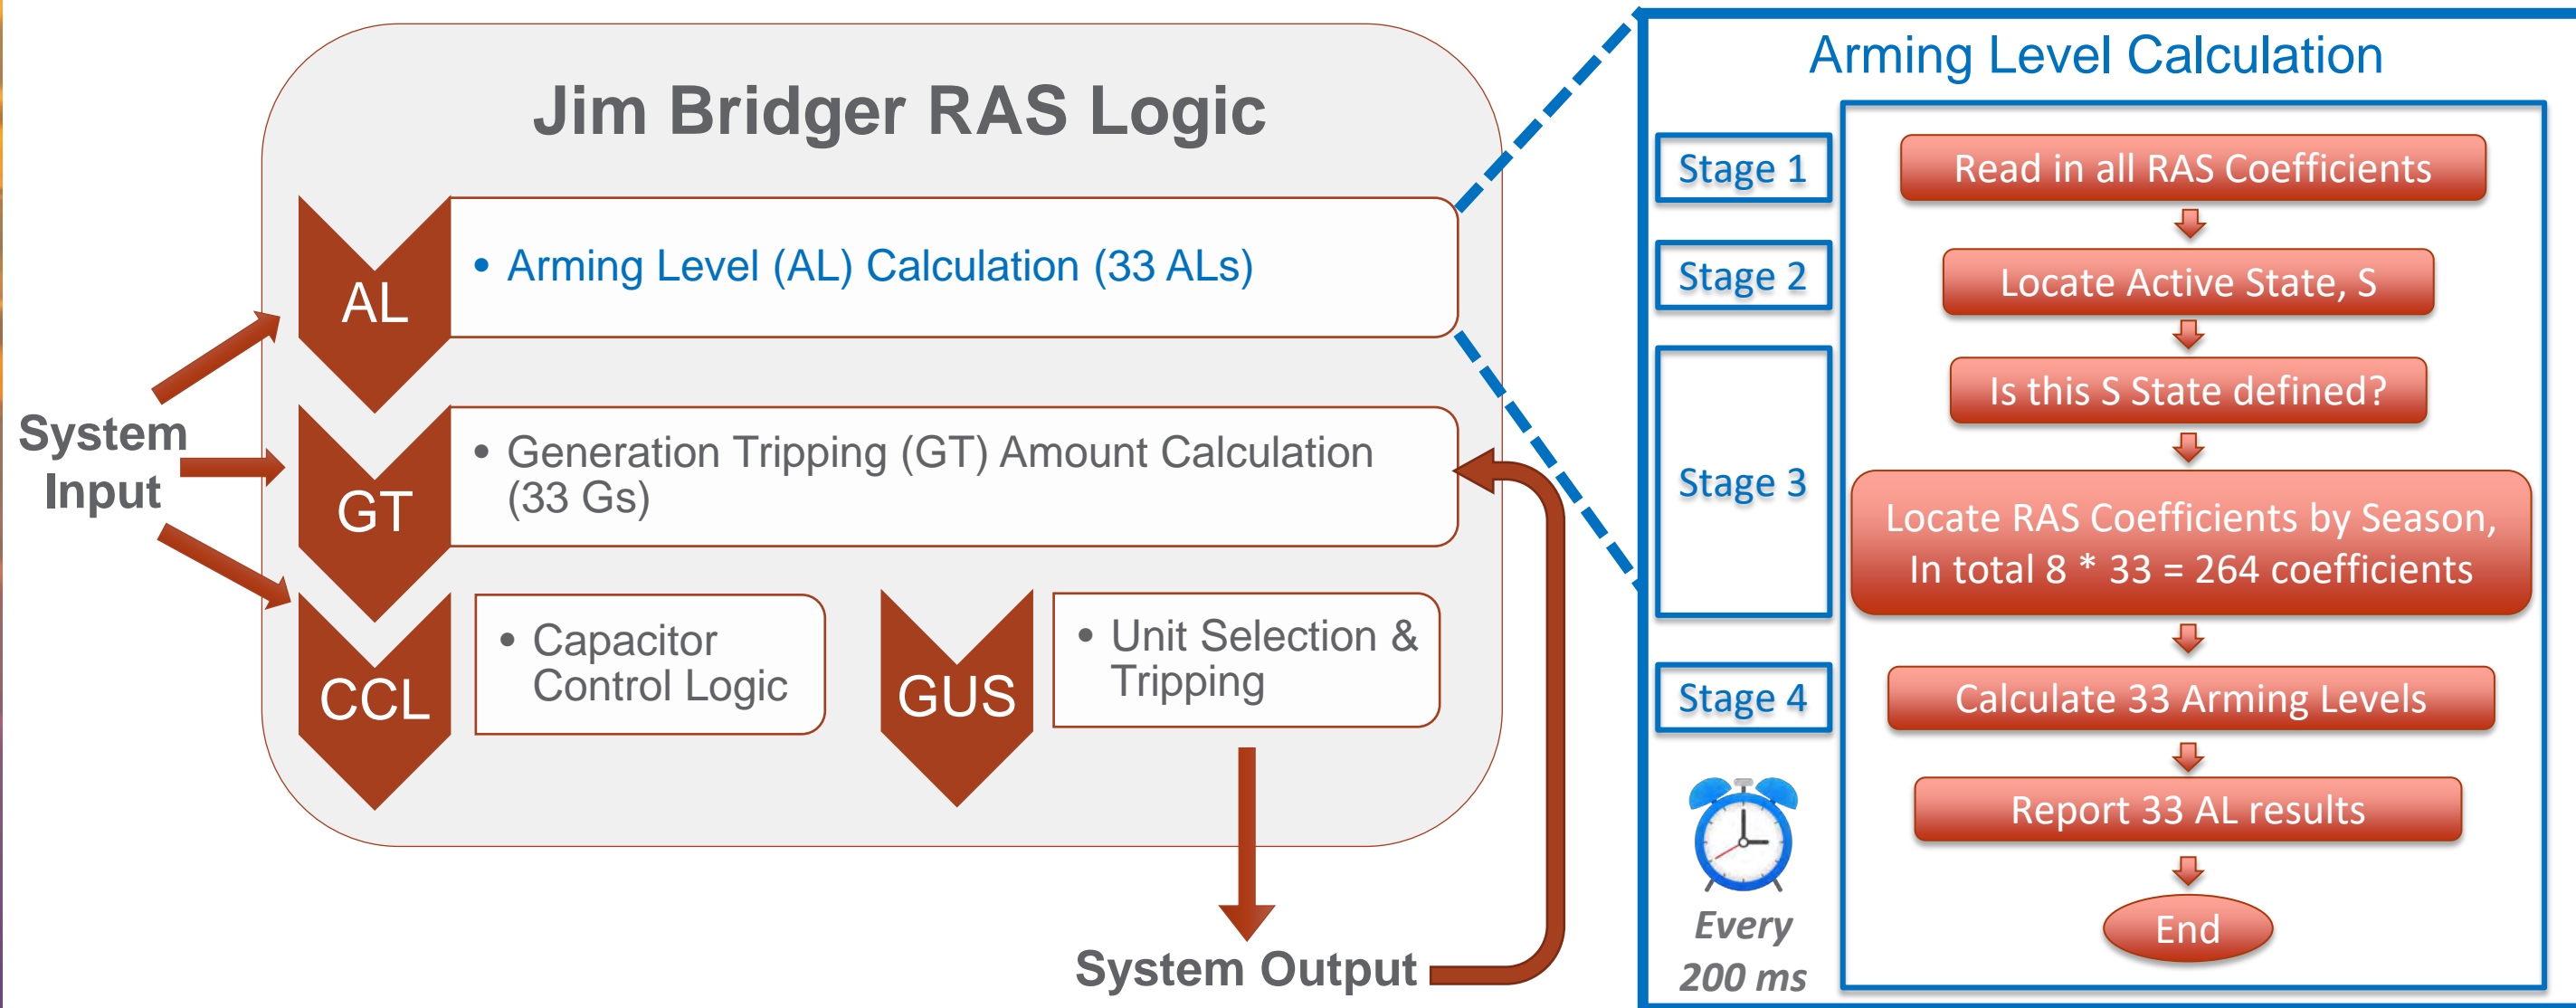 Jim Bridger RAS Logic
System
Input
AL
• Arming Level (AL) Calculation (33 ALs)
GT
• Generation Tripping (GT) Amount Calculation
(33 Gs)
CCL
• Capacitor
Control Logic
GUS
• Unit Selection &
Tripping
System Output
Arming Level Calculation
Stage 1
Read in all RAS Coefficients
Stage 2
Locate Active State, S
Stage 3
Is this S State defined?
Locate RAS Coefficients by Season,
In total 8 * 33 = 264 coefficients
Stage 4
Calculate 33 Arming Levels
Report 33 AL results
End
Every
200 ms